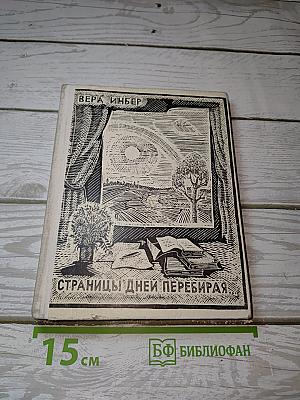 ВЕРА ИНБЕР
СТРАНИЦЫ ДНЕЙ ПЕРЕБИРАЯ...
15 см
БФ БИБЛИОФАН